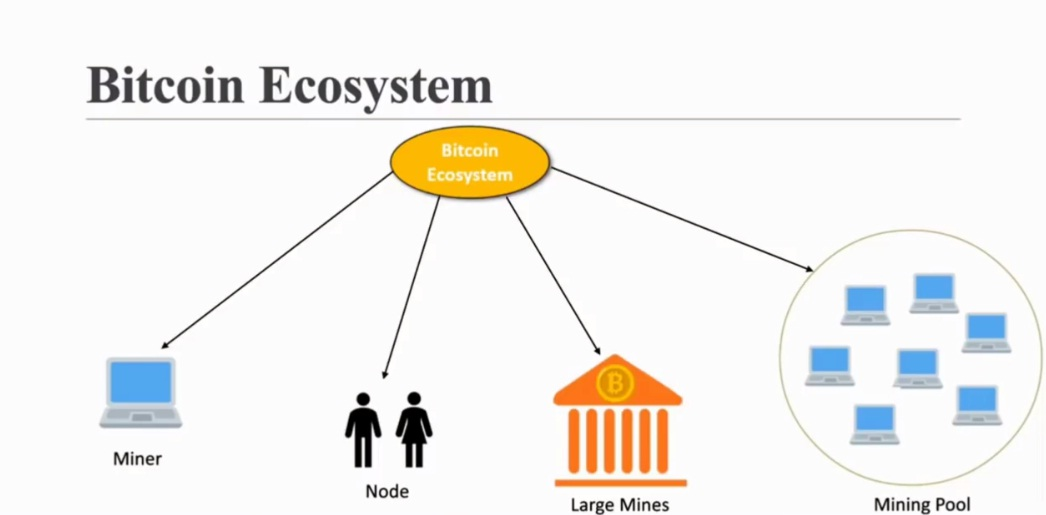 Bitcoin Ecosystem
Bitcoin
Ecosystem
Miner
Node
Large Mines
Mining Pool